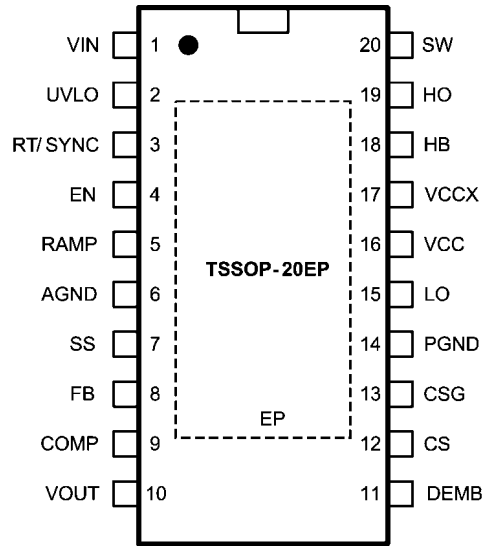 VIN 1 20 SW
UVLO 2 19 HO
RT/SYNC 3 18 HB
EN 4 17 VCCX
RAMP 5 16 VCC
TSSOP-20EP
AGND 6 15 LO
SS 7 14 PGND
FB 8 13 CSG
EP
COMP 9 12 CS
VOUT 10 11 DEMB